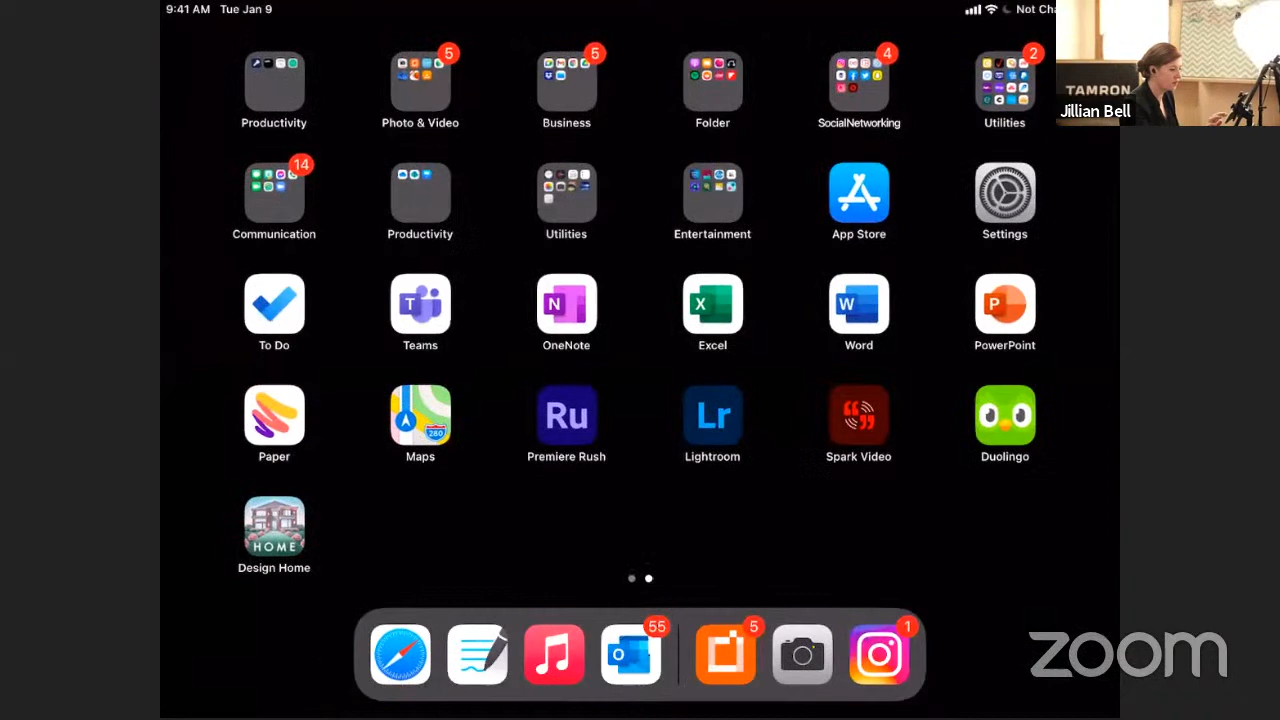 9:41 AM Tue Jan 9
Not Cha
5
5
4
2
Productivity
Photo & Video
Business
Folder
SocialNetworking
Utilities
TAMRON
Jillian Bell
14
Communication
Productivity
Utilities
Entertainment
App Store
Settings
T
N
X
W
P
To Do
Teams
OneNote
Excel
Word
PowerPoint
280
Ru
Lr
Paper
Maps
Premiere Rush
Lightroom
Spark Video
Duolingo
HOME
Design Home
55
5
1
O
zoom